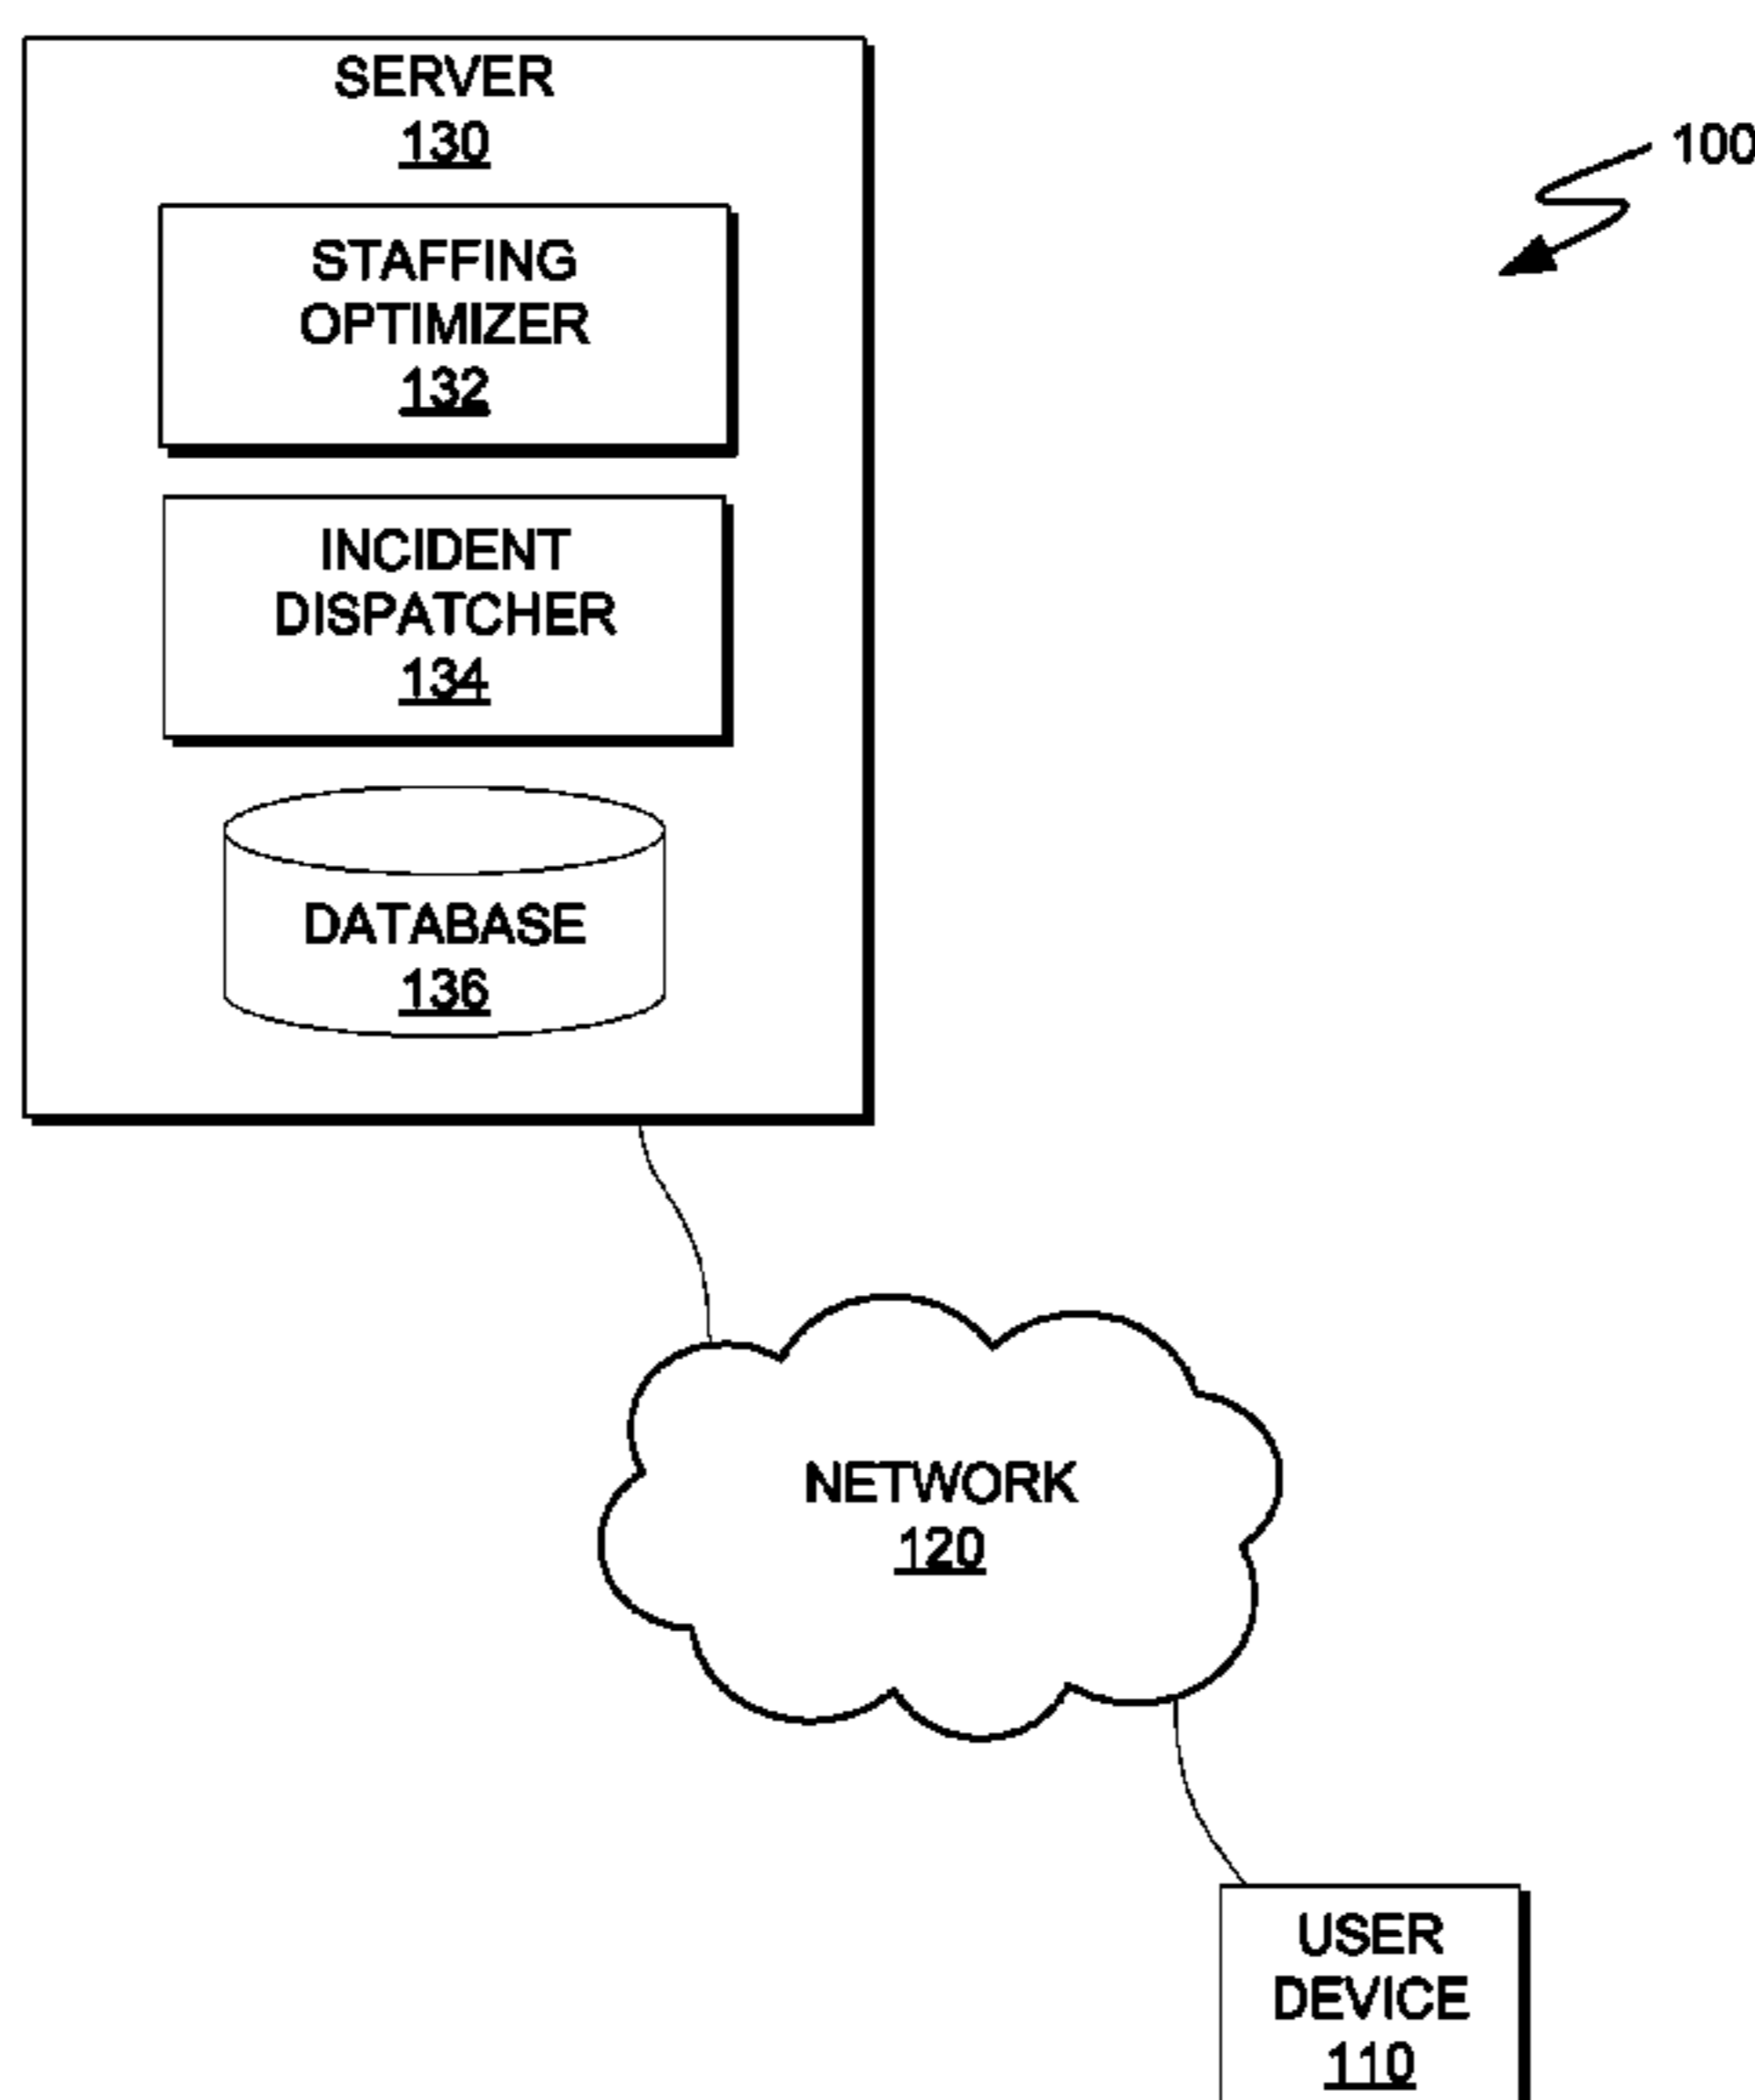 SERVER
130
100
STAFFING
OPTIMIZER
132
INCIDENT
DISPATCHER
134
DATABASE
136
NETWORK
120
USER
DEVICE
110